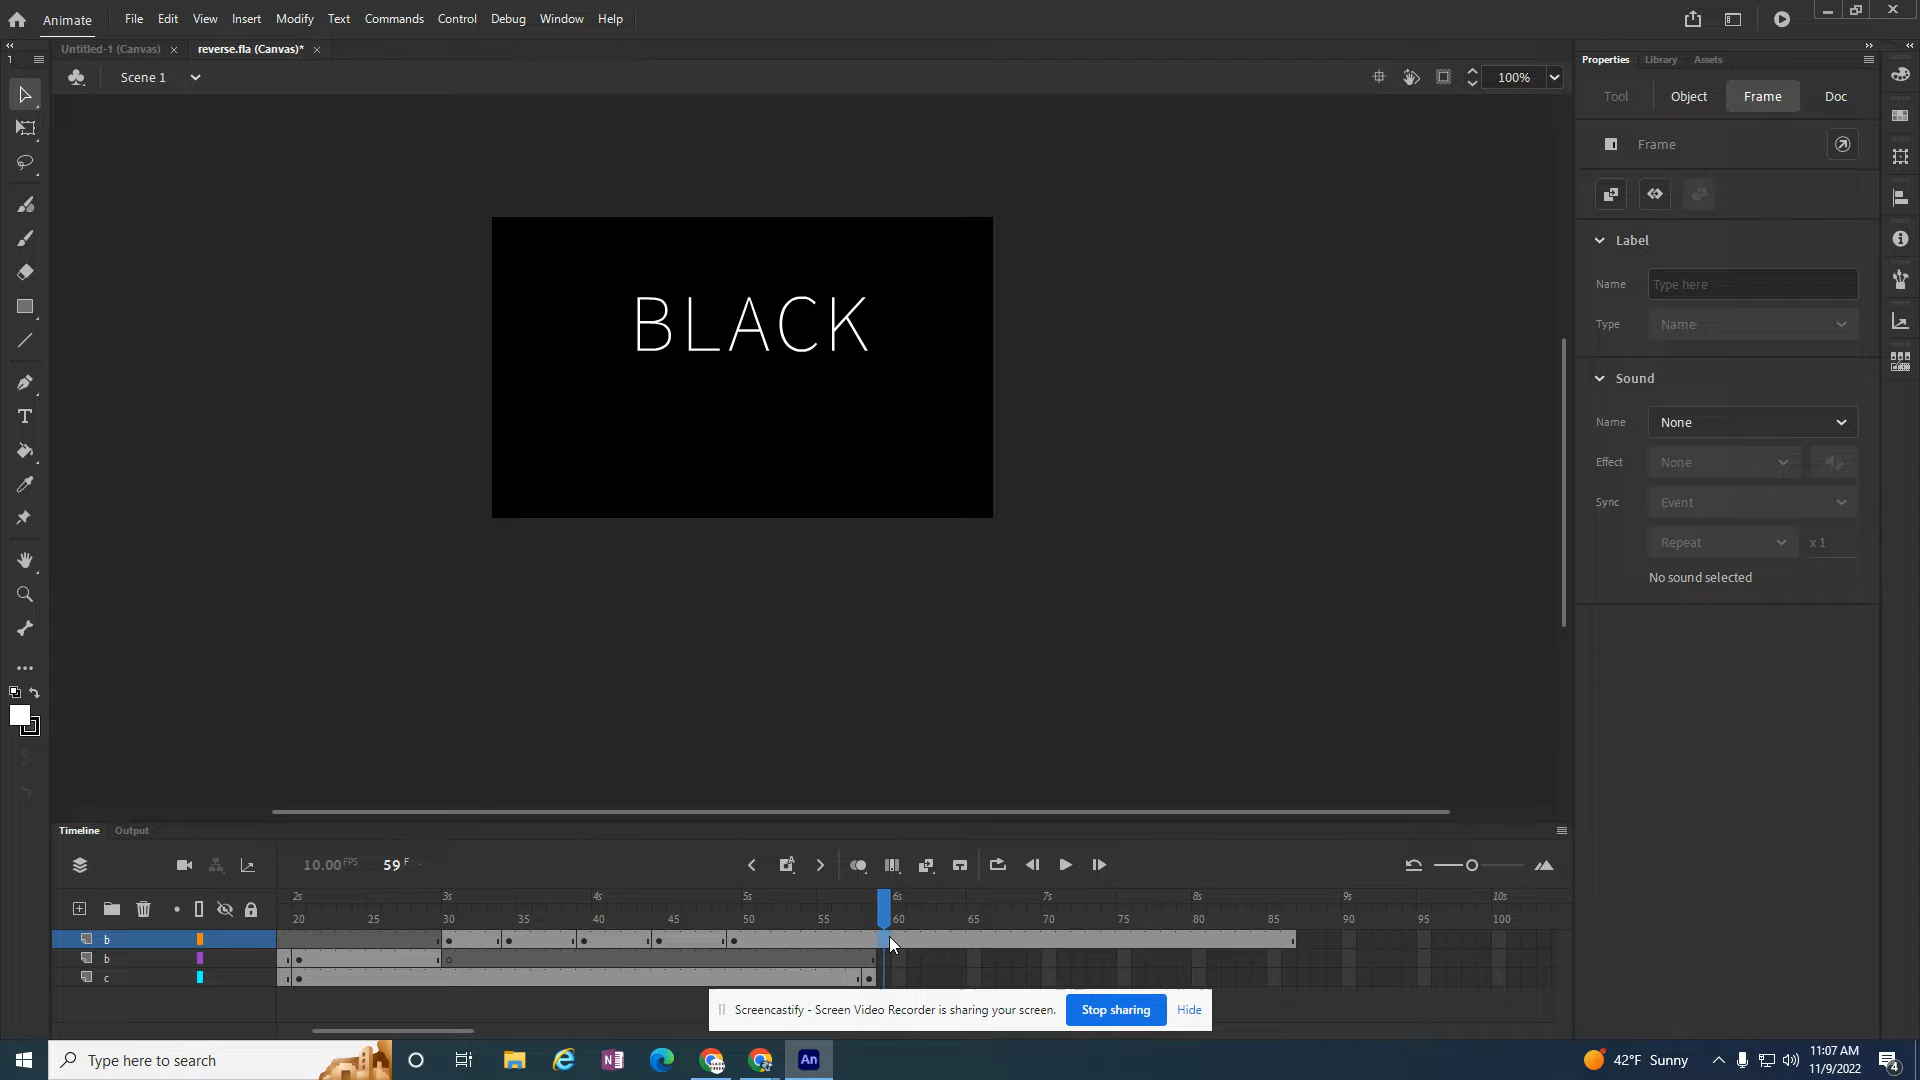 Animate File Edit View Insert Modify Text Commands Control Debug Window Help
Untitled-1 (Canvas) × reverse.fla (Canvas)* ×
Scene 1
100%
Properties Library Assets
Tool Object Frame Doc
Frame
Label
Name Type here
Type Name
Sound
Name None
Effect None
Sync Event
Repeat x 1
No sound selected
BLACK
Timeline Output
10.00 FPS 59 F
2s 3s 4s 5s 6s 7s 8s 9s 10s
20 25 30 35 40 45 50 55 60 65 70 75 80 85 90 95 100
b
b
c
Screencastify - Screen Video Recorder is sharing your screen. Stop sharing Hide
Type here to search
An
42°F Sunny
11:07 AM
11/9/2022
4